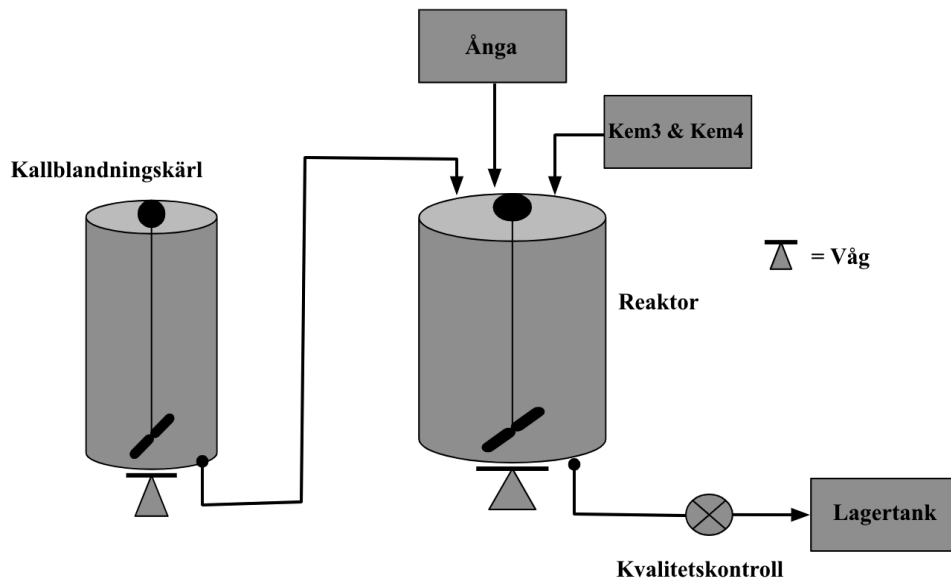 Ånga
Kem3 & Kem4
Kallblandningskärl
= Våg
Reaktor
Lagertank
Kvalitetskontroll